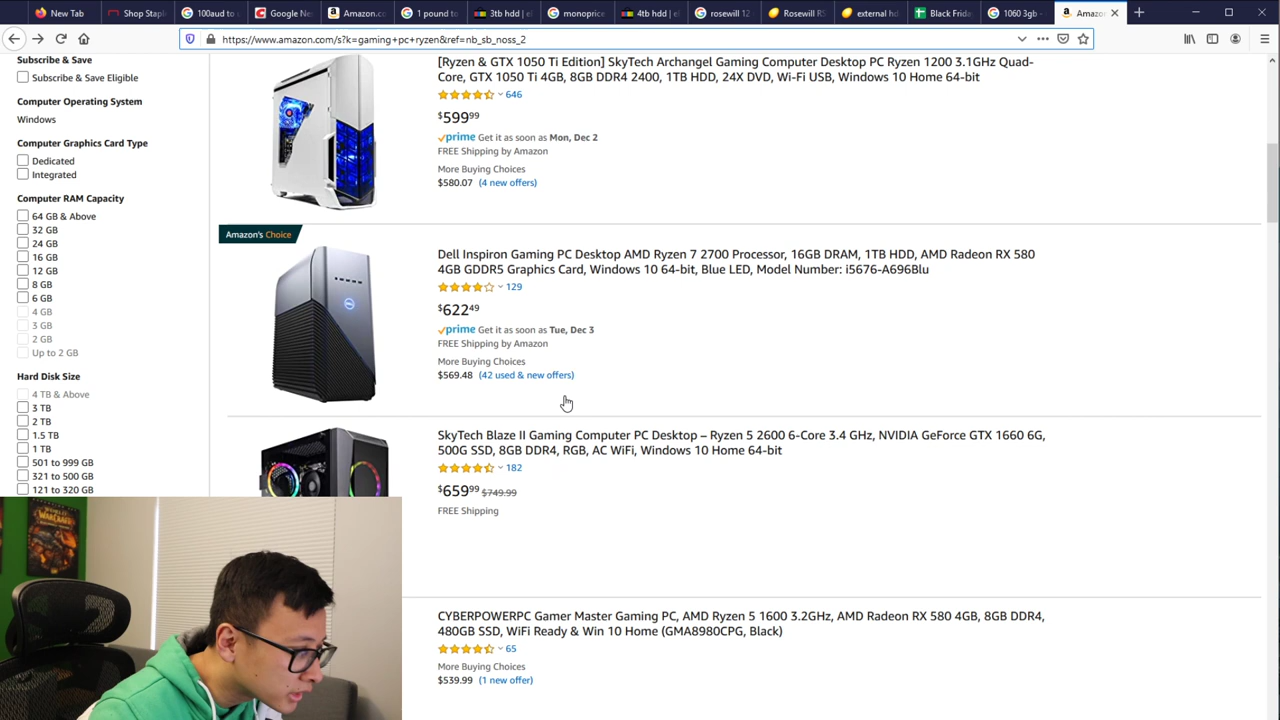 New Tab
Shop Staple
100aud to
Google Ne
Amazon.co
1 pound to
3tb hdd | e
monoprice
4tb hdd | e
rosewill 12
Rosewill RS
external hd
Black Frida
1060 3gb -
Amazon
https://www.amazon.com/s?k=gaming+pc+ryzen&ref=nb_sb_noss_2
Subscribe & Save
Subscribe & Save Eligible
Computer Operating System
Windows
Computer Graphics Card Type
Dedicated
Integrated
Computer RAM Capacity
64 GB & Above
32 GB
24 GB
16 GB
12 GB
8 GB
6 GB
4 GB
3 GB
2 GB
Up to 2 GB
Hard Disk Size
4 TB & Above
3 TB
2 TB
1.5 TB
1 TB
501 to 999 GB
321 to 500 GB
121 to 320 GB
[Ryzen & GTX 1050 Ti Edition] SkyTech Archangel Gaming Computer Desktop PC Ryzen 1200 3.1GHz Quad-
Core, GTX 1050 Ti 4GB, 8GB DDR4 2400, 1TB HDD, 24X DVD, Wi-Fi USB, Windows 10 Home 64-bit
646
$599.99
prime Get it as soon as Mon, Dec 2
FREE Shipping by Amazon
More Buying Choices
$580.07 (4 new offers)
Amazon's Choice
Dell Inspiron Gaming PC Desktop AMD Ryzen 7 2700 Processor, 16GB DRAM, 1TB HDD, AMD Radeon RX 580
4GB GDDR5 Graphics Card, Windows 10 64-bit, Blue LED, Model Number: i5676-A696Blu
129
$622.49
prime Get it as soon as Tue, Dec 3
FREE Shipping by Amazon
More Buying Choices
$569.48 (42 used & new offers)
SkyTech Blaze II Gaming Computer PC Desktop – Ryzen 5 2600 6-Core 3.4 GHz, NVIDIA GeForce GTX 1660 6G,
500G SSD, 8GB DDR4, RGB, AC WiFi, Windows 10 Home 64-bit
182
$659.99 $749.99
FREE Shipping
CYBERPOWERPC Gamer Master Gaming PC, AMD Ryzen 5 1600 3.2GHz, AMD Radeon RX 580 4GB, 8GB DDR4,
480GB SSD, WiFi Ready & Win 10 Home (GMA8980CPG, Black)
65
More Buying Choices
$539.99 (1 new offer)
WARCRAFT